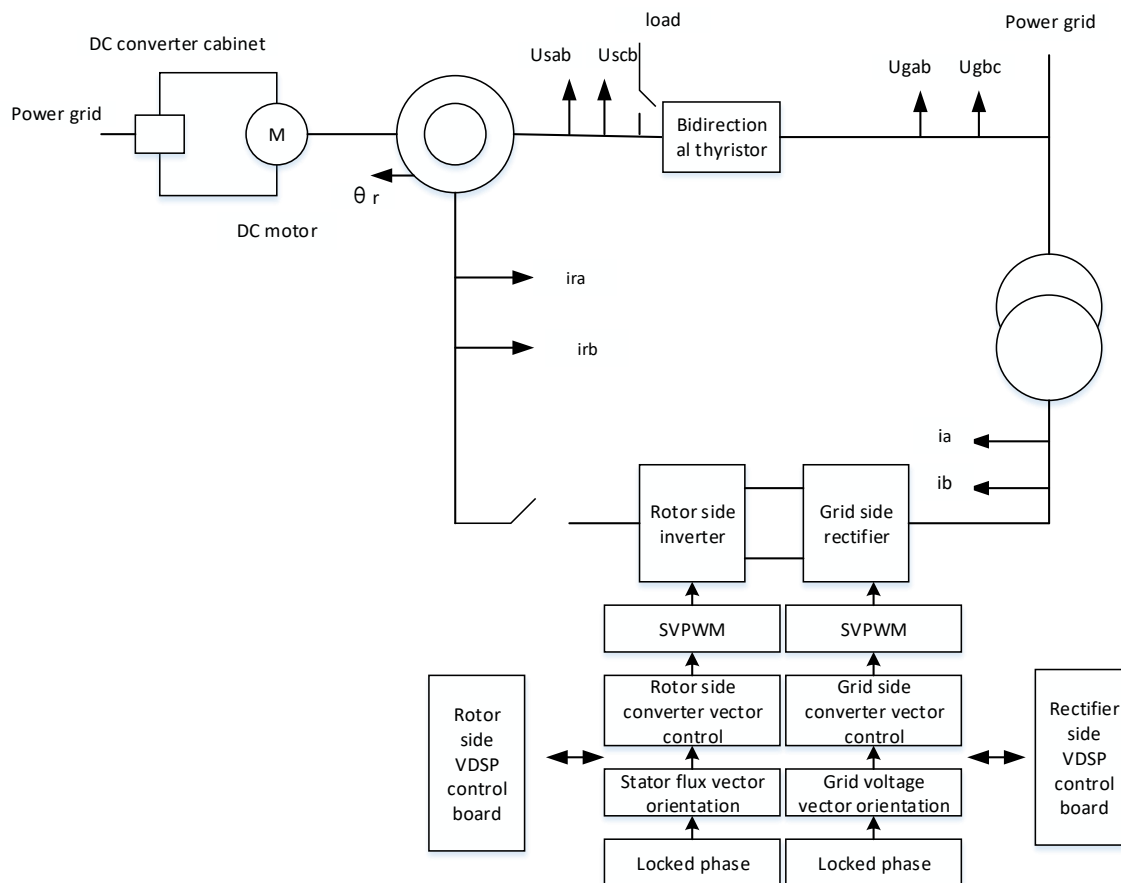 Power grid
load
DC converter cabinet
Usab
Uscb
Ugab
Ugbc
Power grid
M
Bidirection
al thyristor
θ r
DC motor
ira
irb
ia
ib
Rotor side
inverter
Grid side
rectifier
SVPWM
SVPWM
Rotor side
converter vector
control
Grid side
converter vector
control
Rotor
side
VDSP
control
board
Rectifier
side
VDSP
control
board
Stator flux vector
orientation
Grid voltage
vector orientation
Locked phase
Locked phase